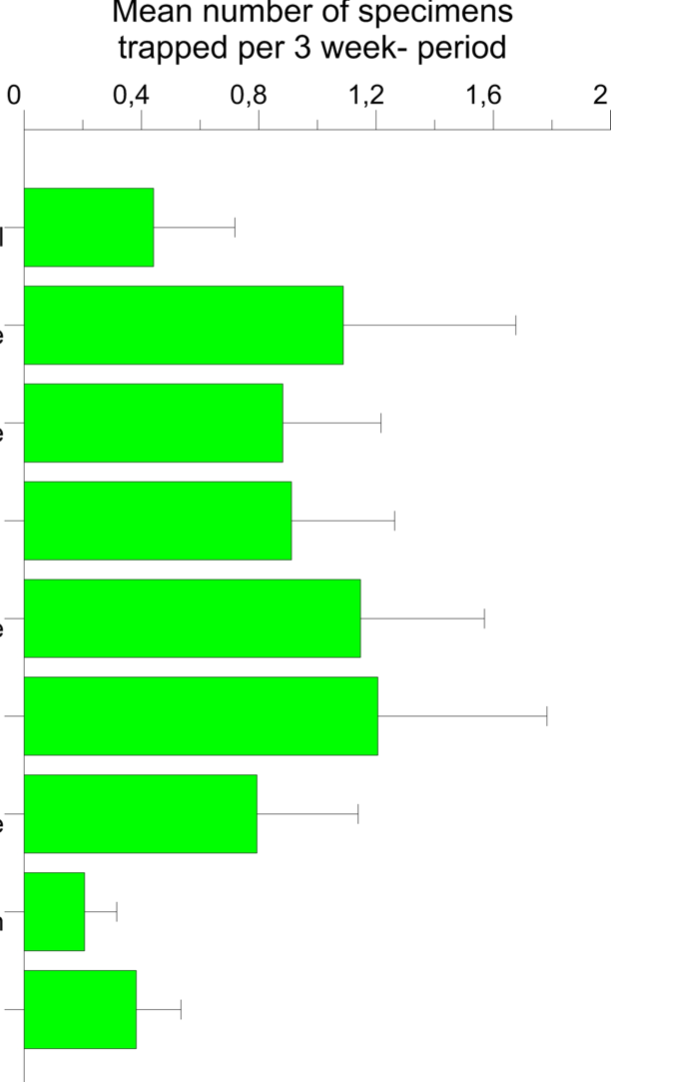 Mean number of specimens
trapped per 3 week- period
0 0,4 0,8 1,2 1,6 2